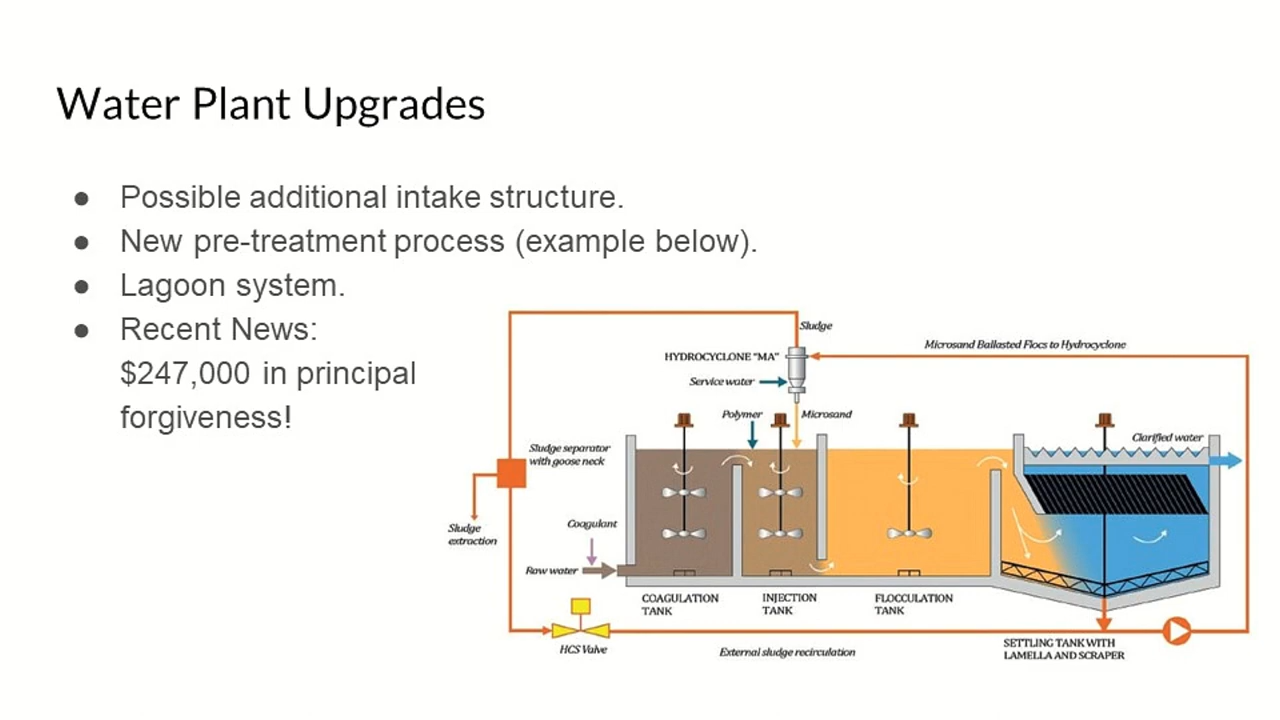 Water Plant Upgrades
● Possible additional intake structure.
● New pre-treatment process (example below).
● Lagoon system.
● Recent News:
$247,000 in principal
forgiveness!
Sludge
Microsand Ballasted Flocs to Hydrocyclone
HYDROCYCLONE "MA"
Service water
Polymer
Microsand
Clarified water
Sludge separator
with goose neck
Sludge
extraction
Coagulant
Raw water
COAGULATION
TANK
INJECTION
TANK
FLOCCULATION
TANK
SETTLING TANK WITH
LAMELLA AND SCRAPER
HCS Valve
External sludge recirculation